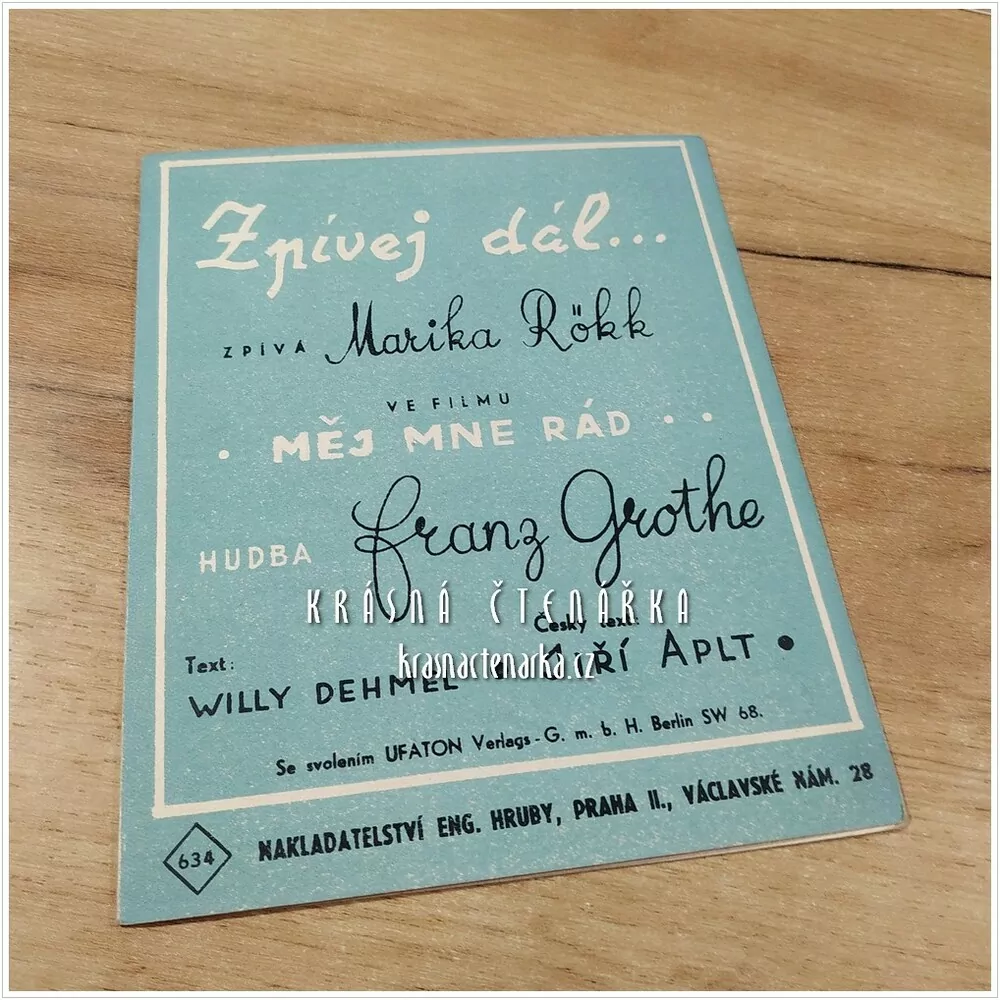 Zpívej dál...
ZPÍVÁ Marika Rökk
VE FILMU
• MĚJ MNE RÁD • •
HUDBA Franz Grothe
KRÁSNÁ ČTENÁŘKA
Text: Český text:
krasnactenarka.cz
WILLY DEHMEL • JIŘÍ APLT •
Se svolením UFATON Verlags-G. m. b. H. Berlin SW 68.
634 NAKLADATELSTVÍ ENG. HRUBY, PRAHA II., VÁCLAVSKÉ NÁM. 28